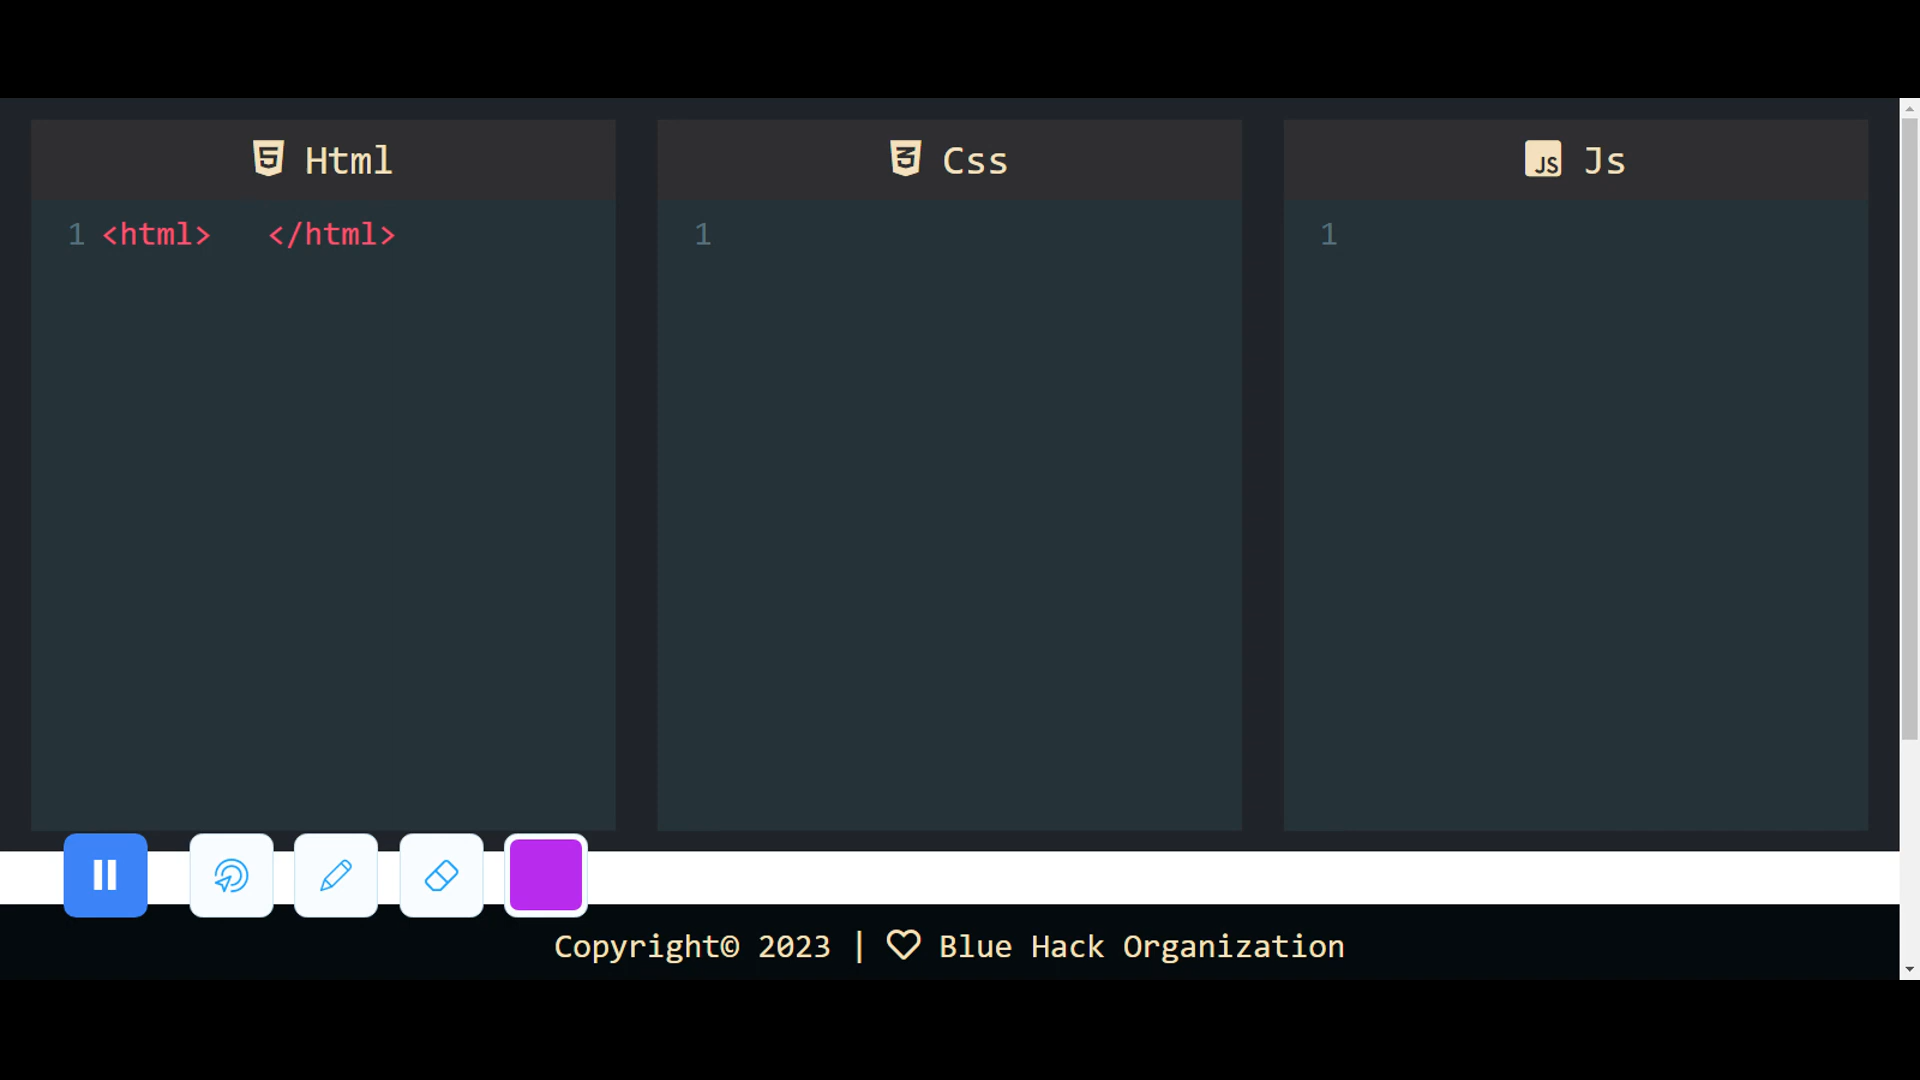 Html
1 <html>   </html>
Css
1
JS Js
1
Copyright© 2023 | Blue Hack Organization